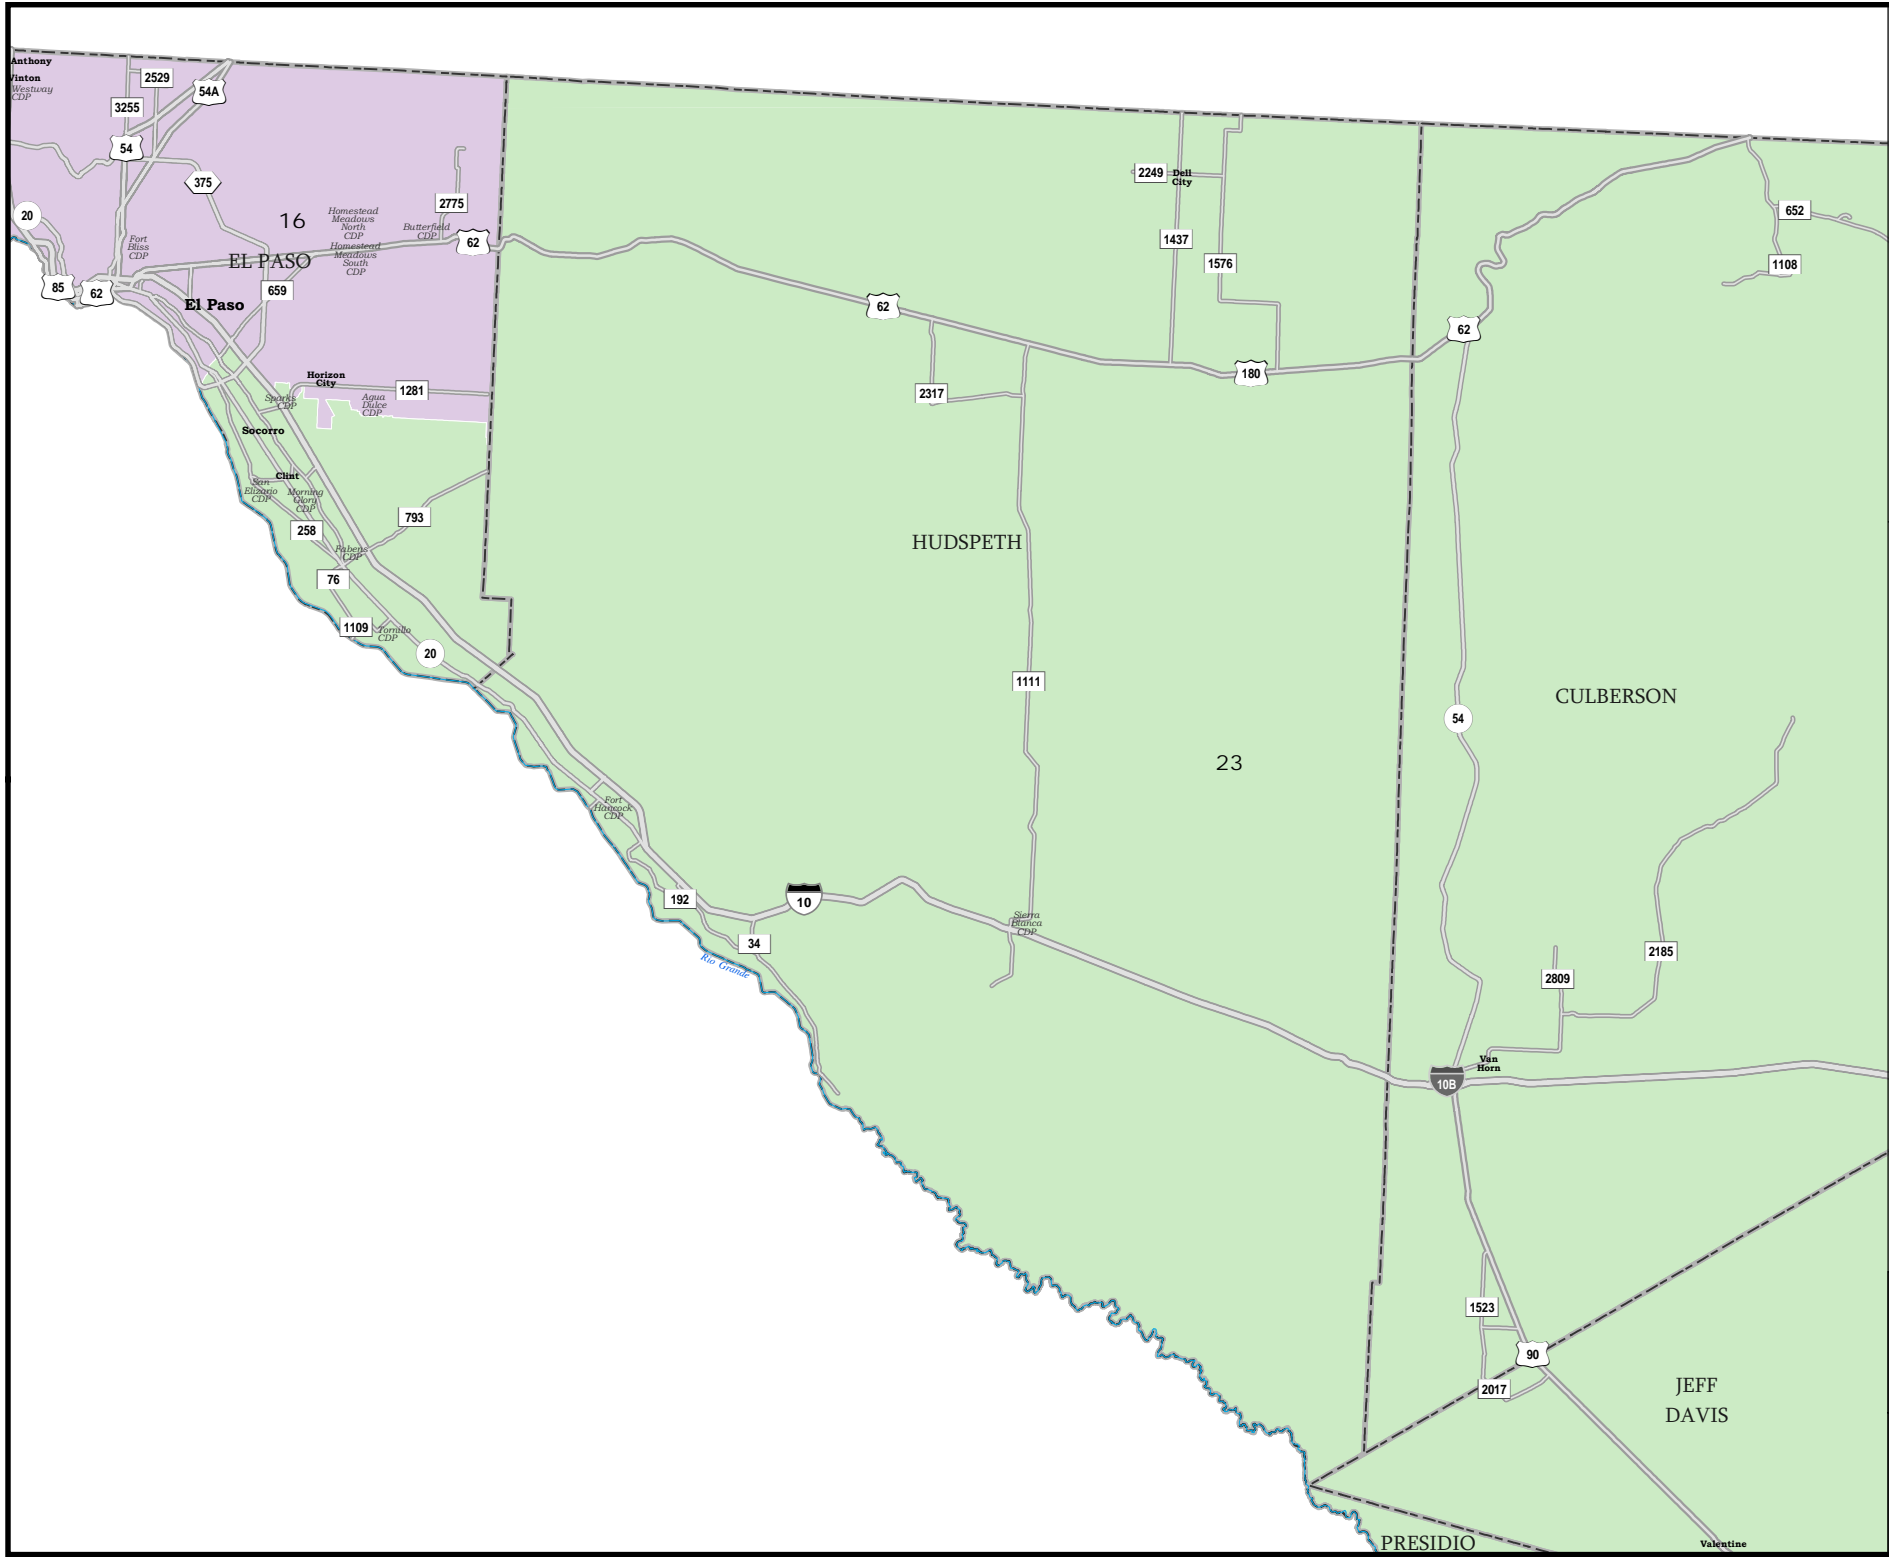 Anthony
Vinton
Westway
CDP
2529
54A
3255
54
375
2775
20
16
Homestead
Meadows
North
CDP
Butterfield
CDP
Fort
Bliss
CDP
Homestead
Meadows
South
CDP
62
EL PASO
85
62
659
El Paso
Horizon
City
1281
Sparks
CDP
Agua
Dulce
CDP
Socorro
Clint
San
Elizario
CDP
Morning
Glory
CDP
258
793
Fabens
CDP
76
1109
Tornillo
CDP
20
2249
Dell
City
1437
1576
62
180
62
652
1108
2317
HUDSPETH
1111
23
CULBERSON
54
Fort
Hancock
CDP
192
10
34
Rio Grande
Sierra
Blanca
CDP
2185
2809
Van
Horn
10B
1523
90
2017
JEFF
DAVIS
PRESIDIO
Valentine